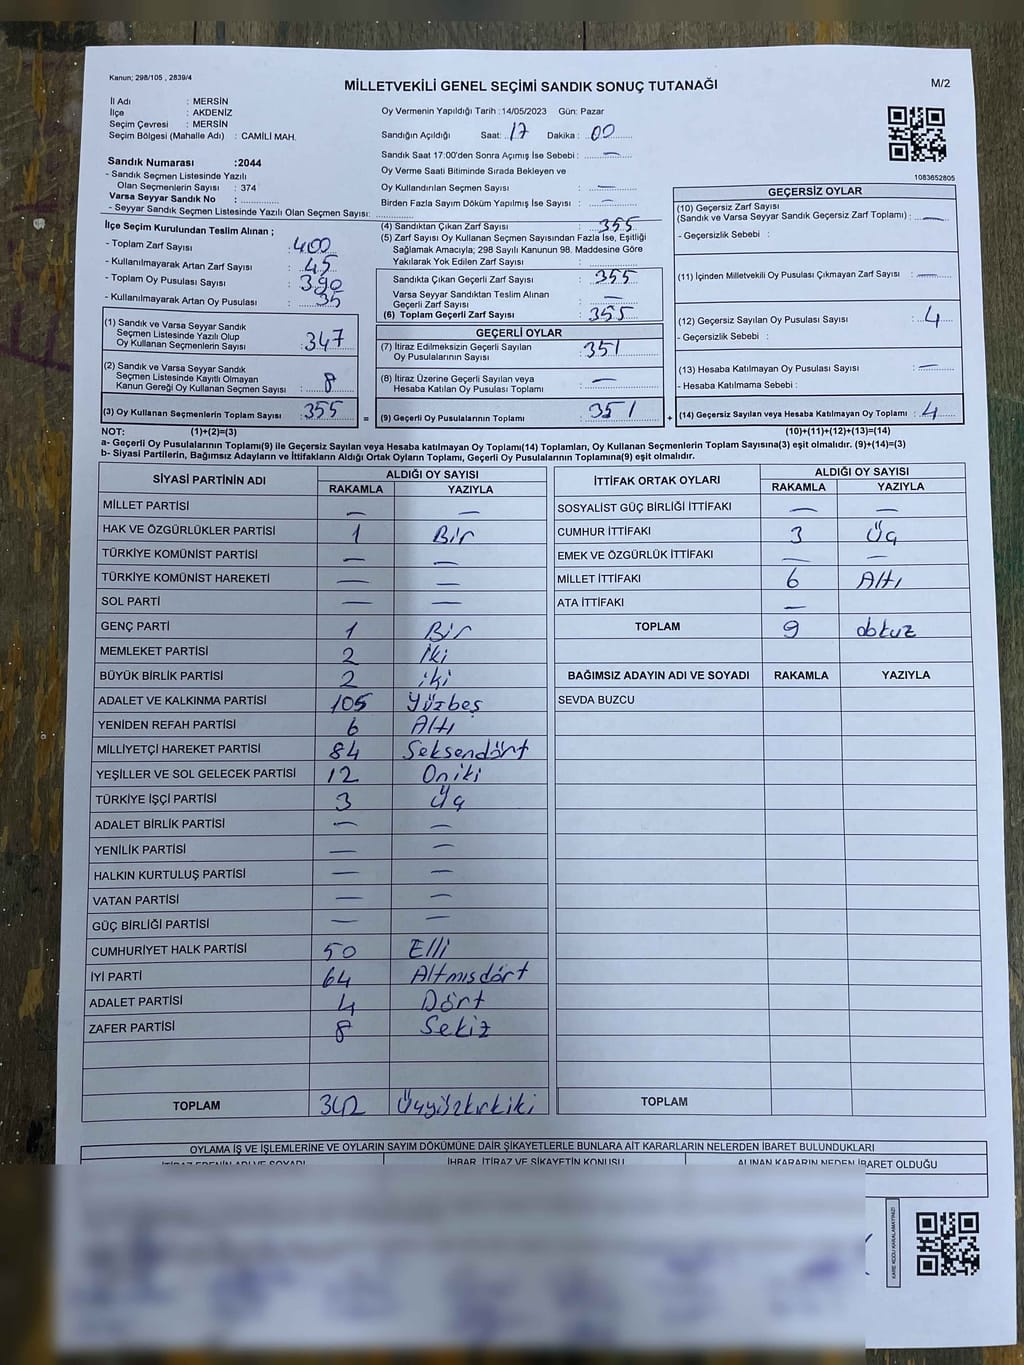 Kanun; 298/105 , 2839/4
MİLLETVEKİLİ GENEL SEÇİMİ SANDIK SONUÇ TUTANAĞI
M/2
İl Adı : MERSİN
İlçe : AKDENİZ
Seçim Çevresi : MERSİN
Seçim Bölgesi (Mahalle Adı) : CAMİLİ MAH.
Sandık Numarası :2044
- Sandık Seçmen Listesinde Yazılı
Olan Seçmenlerin Sayısı : 374
Varsa Seyyar Sandık No :
- Seyyar Sandık Seçmen Listesinde Yazılı Olan Seçmen Sayısı:
Oy Vermenin Yapıldığı Tarih :14/05/2023 Gün: Pazar
Sandığın Açıldığı Saat: 17 Dakika : 00
Sandık Saat 17:00'den Sonra Açımış İse Sebebi : —
Oy Verme Saati Bitiminde Sırada Bekleyen ve
Oy Kullandırılan Seçmen Sayısı : —
Birden Fazla Sayım Döküm Yapılmış İse Sayısı : —
1083652805
İlçe Seçim Kurulundan Teslim Alınan ;
- Toplam Zarf Sayısı : 400
- Kullanılmayarak Artan Zarf Sayısı : 45
- Toplam Oy Pusulası Sayısı : 390
- Kullanılmayarak Artan Oy Pusulası : 35
(1) Sandık ve Varsa Seyyar Sandık
Seçmen Listesinde Yazılı Olup
Oy Kullanan Seçmenlerin Sayısı : 347
(2) Sandık ve Varsa Seyyar Sandık
Seçmen Listesinde Kayıtlı Olmayan
Kanun Gereği Oy Kullanan Seçmen Sayısı : 8
(3) Oy Kullanan Seçmenlerin Toplam Sayısı : 355 =
(4) Sandıktan Çıkan Zarf Sayısı : 355
(5) Zarf Sayısı Oy Kullanan Seçmen Sayısından Fazla İse, Eşitliği
Sağlamak Amacıyla; 298 Sayılı Kanunun 98. Maddesine Göre
Yakılarak Yok Edilen Zarf Sayısı :
Sandıkta Çıkan Geçerli Zarf Sayısı : 355
Varsa Seyyar Sandıktan Teslim Alınan
Geçerli Zarf Sayısı : —
(6) Toplam Geçerli Zarf Sayısı : 355
GEÇERLİ OYLAR
(7) İtiraz Edilmeksizin Geçerli Sayılan
Oy Pusulalarının Sayısı : 351
(8) İtiraz Üzerine Geçerli Sayılan veya
Hesaba Katılan Oy Pusulası Toplamı : —
(9) Geçerli Oy Pusulalarının Toplamı : 351 +
GEÇERSİZ OYLAR
(10) Geçersiz Zarf Sayısı
(Sandık ve Varsa Seyyar Sandık Geçersiz Zarf Toplamı) : —
- Geçersizlik Sebebi :
(11) İçinden Milletvekili Oy Pusulası Çıkmayan Zarf Sayısı : —
(12) Geçersiz Sayılan Oy Pusulası Sayısı : 4
- Geçersizlik Sebebi :
(13) Hesaba Katılmayan Oy Pusulası Sayısı : —
- Hesaba Katılmama Sebebi :
(14) Geçersiz Sayılan veya Hesaba Katılmayan Oy Toplamı : 4
NOT: (1)+(2)=(3) (10)+(11)+(12)+(13)=(14)
a- Geçerli Oy Pusulalarının Toplamı(9) ile Geçersiz Sayılan veya Hesaba katılmayan Oy Toplamı(14) Toplamları, Oy Kullanan Seçmenlerin Toplam Sayısına(3) eşit olmalıdır. (9)+(14)=(3)
b- Siyasi Partilerin, Bağımsız Adayların ve İttifakların Aldığı Ortak Oyların Toplamı, Geçerli Oy Pusulalarının Toplamına(9) eşit olmalıdır.
SİYASİ PARTİNİN ADI ALDIĞI OY SAYISI
RAKAMLA YAZIYLA
MİLLET PARTİSİ — —
HAK VE ÖZGÜRLÜKLER PARTİSİ 1 Bir
TÜRKİYE KOMÜNİST PARTİSİ — —
TÜRKİYE KOMÜNİST HAREKETİ — —
SOL PARTİ — —
GENÇ PARTİ 1 Bir
MEMLEKET PARTİSİ 2 İki
BÜYÜK BİRLİK PARTİSİ 2 iki
ADALET VE KALKINMA PARTİSİ 105 Yüzbeş
YENİDEN REFAH PARTİSİ 6 Altı
MİLLİYETÇİ HAREKET PARTİSİ 84 Seksendört
YEŞİLLER VE SOL GELECEK PARTİSİ 12 Oniki
TÜRKİYE İŞÇİ PARTİSİ 3 Üç
ADALET BİRLİK PARTİSİ — —
YENİLİK PARTİSİ — —
HALKIN KURTULUŞ PARTİSİ — —
VATAN PARTİSİ — —
GÜÇ BİRLİĞİ PARTİSİ — —
CUMHURİYET HALK PARTİSİ 50 Elli
İYİ PARTİ 64 Altmışdört
ADALET PARTİSİ 4 Dört
ZAFER PARTİSİ 8 Sekiz
TOPLAM 342 Üçyüzkırkiki
İTTİFAK ORTAK OYLARI ALDIĞI OY SAYISI
RAKAMLA YAZIYLA
SOSYALİST GÜÇ BİRLİĞİ İTTİFAKI — —
CUMHUR İTTİFAKI 3 Üç
EMEK VE ÖZGÜRLÜK İTTİFAKI — —
MİLLET İTTİFAKI 6 Altı
ATA İTTİFAKI —
TOPLAM 9 dokuz
BAĞIMSIZ ADAYIN ADI VE SOYADI RAKAMLA YAZIYLA
SEVDA BUZCU
TOPLAM
OYLAMA İŞ VE İŞLEMLERİNE VE OYLARIN SAYIM DÖKÜMÜNE DAİR ŞİKAYETLERLE BUNLARA AİT KARARLARIN NELERDEN İBARET BULUNDUKLARI
İTİRAZ EDENİN ADI VE SOYADI İHBAR, İTİRAZ VE ŞİKAYETİN KONUSU ALINAN KARARIN NEDEN İBARET OLDUĞU
KARE KODU KARALAMAYINIZ!